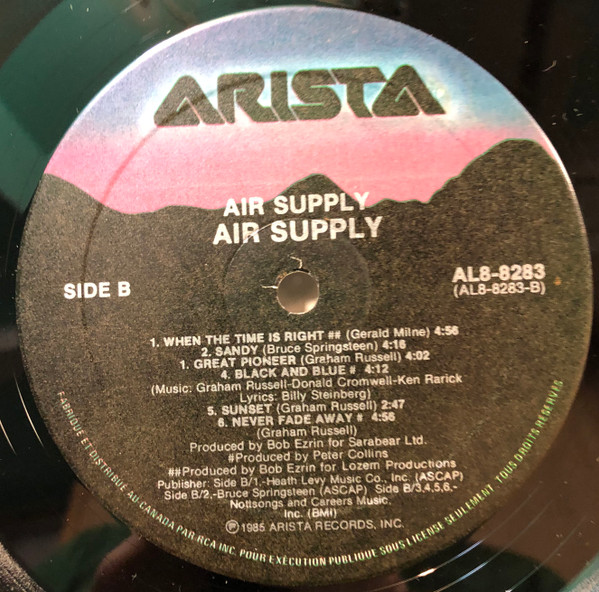 ARISTA
AIR SUPPLY
AIR SUPPLY
SIDE B
AL8-8283
(AL8-8283-B)
1. WHEN THE TIME IS RIGHT ## (Gerald Milne) 4:56
2. SANDY (Bruce Springsteen) 4:16
1. GREAT PIONEER (Graham Russell) 4:02
4. BLACK AND BLUE # 4:12
(Music: Graham Russell-Donald Cromwell-Ken Rarick
Lyrics: Billy Steinberg)
5. SUNSET (Graham Russell) 2:47
6. NEVER FADE AWAY # 4:56
(Graham Russell)
Produced by Bob Ezrin for Sarabear Ltd.
#Produced by Peter Collins
##Produced by Bob Ezrin for Lozem Productions
Publisher: Side B/1,-Heath Levy Music Co., Inc. (ASCAP)
Side B/2,-Bruce Springsteen (ASCAP) Side B/3,4,5,6,-
Nottsongs and Careers Music.
Inc. (BMI)
℗1985 ARISTA RECORDS, INC.
FABRIQUÉ ET DISTRIBUÉ AU CANADA PAR RCA INC. POUR EXÉCUTION PUBLIQUE SOUS LICENSE SEULEMENT. TOUS DROITS RÉSERVÉS